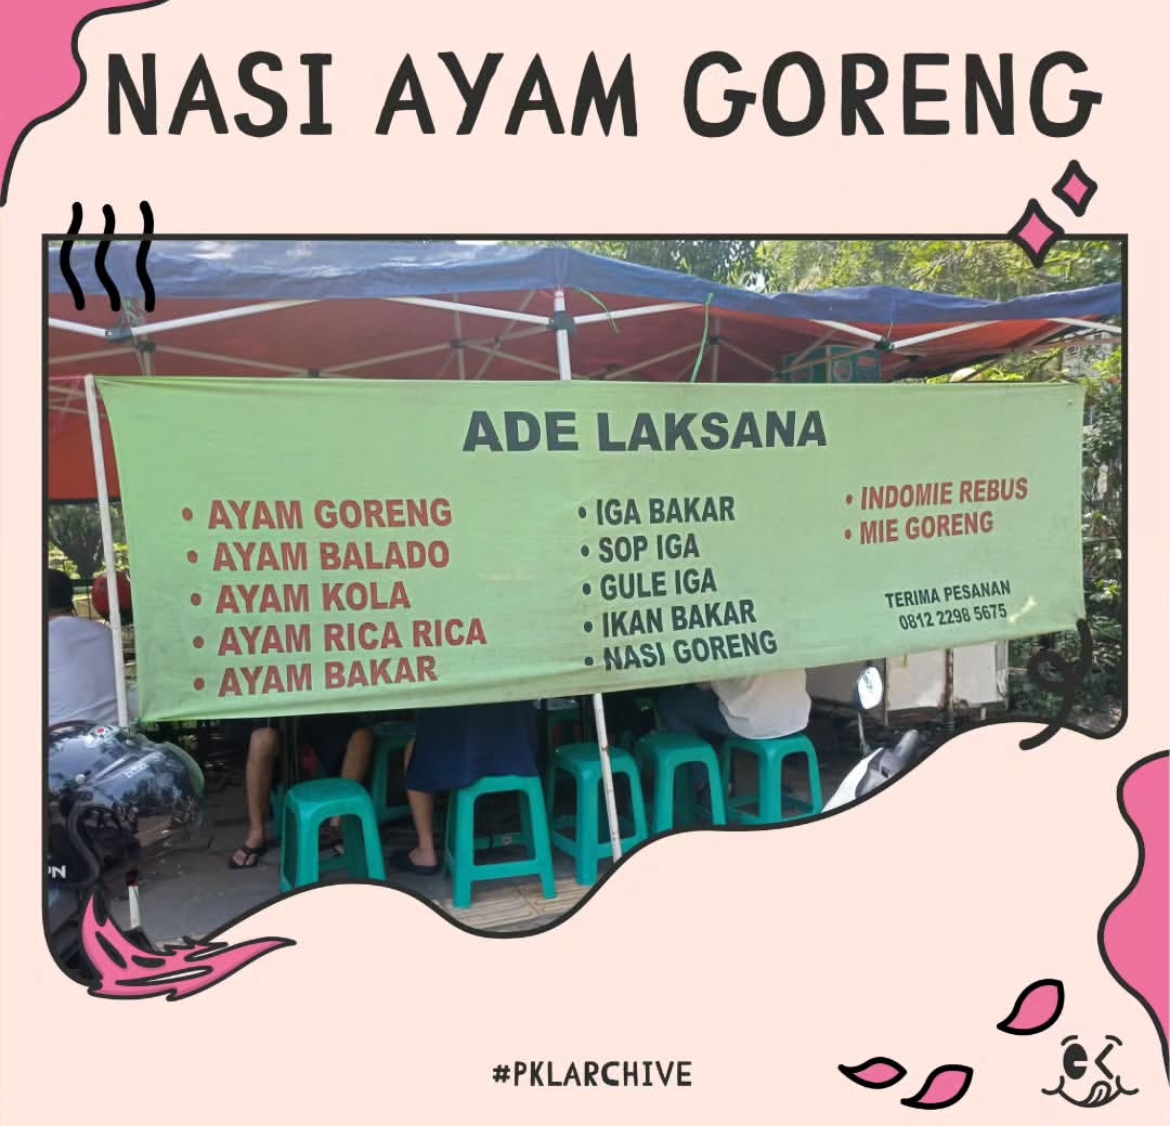 NASI AYAM GORENG
ADE LAKSANA
• AYAM GORENG
• AYAM BALADO
• AYAM KOLA
• AYAM RICA RICA
• AYAM BAKAR
• IGA BAKAR
• SOP IGA
• GULE IGA
• IKAN BAKAR
• NASI GORENG
• INDOMIE REBUS
• MIE GORENG
TERIMA PESANAN
0812 2298 5675
#PKLARCHIVE